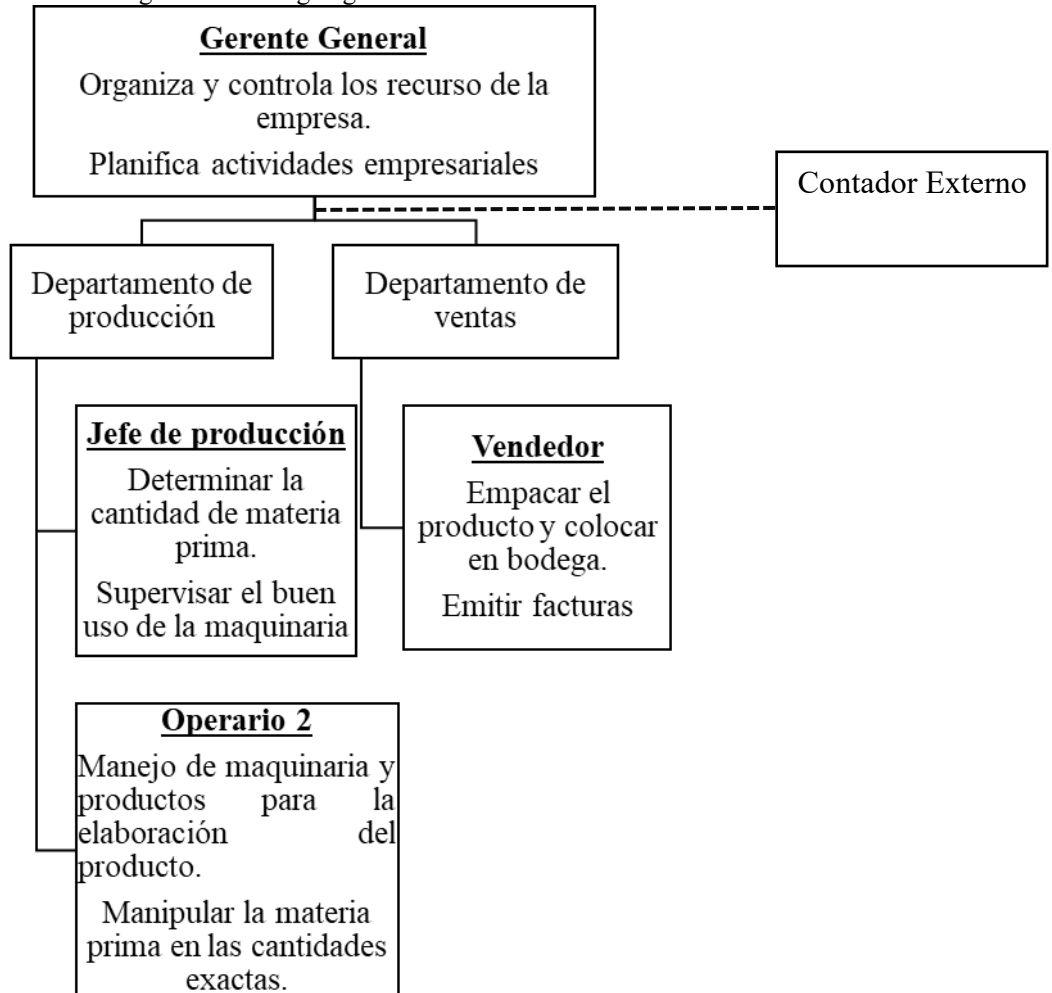 Gerente General
Organiza y controla los recurso de la
empresa.
Planifica actividades empresariales
Contador Externo
Departamento de
producción
Departamento de
ventas
Jefe de producción
Determinar la
cantidad de materia
prima.
Supervisar el buen
uso de la maquinaria
Vendedor
Empacar el
producto y colocar
en bodega.
Emitir facturas
Operario 2
Manejo de maquinaria y
productos para la
elaboración del
producto.
Manipular la materia
prima en las cantidades
exactas.